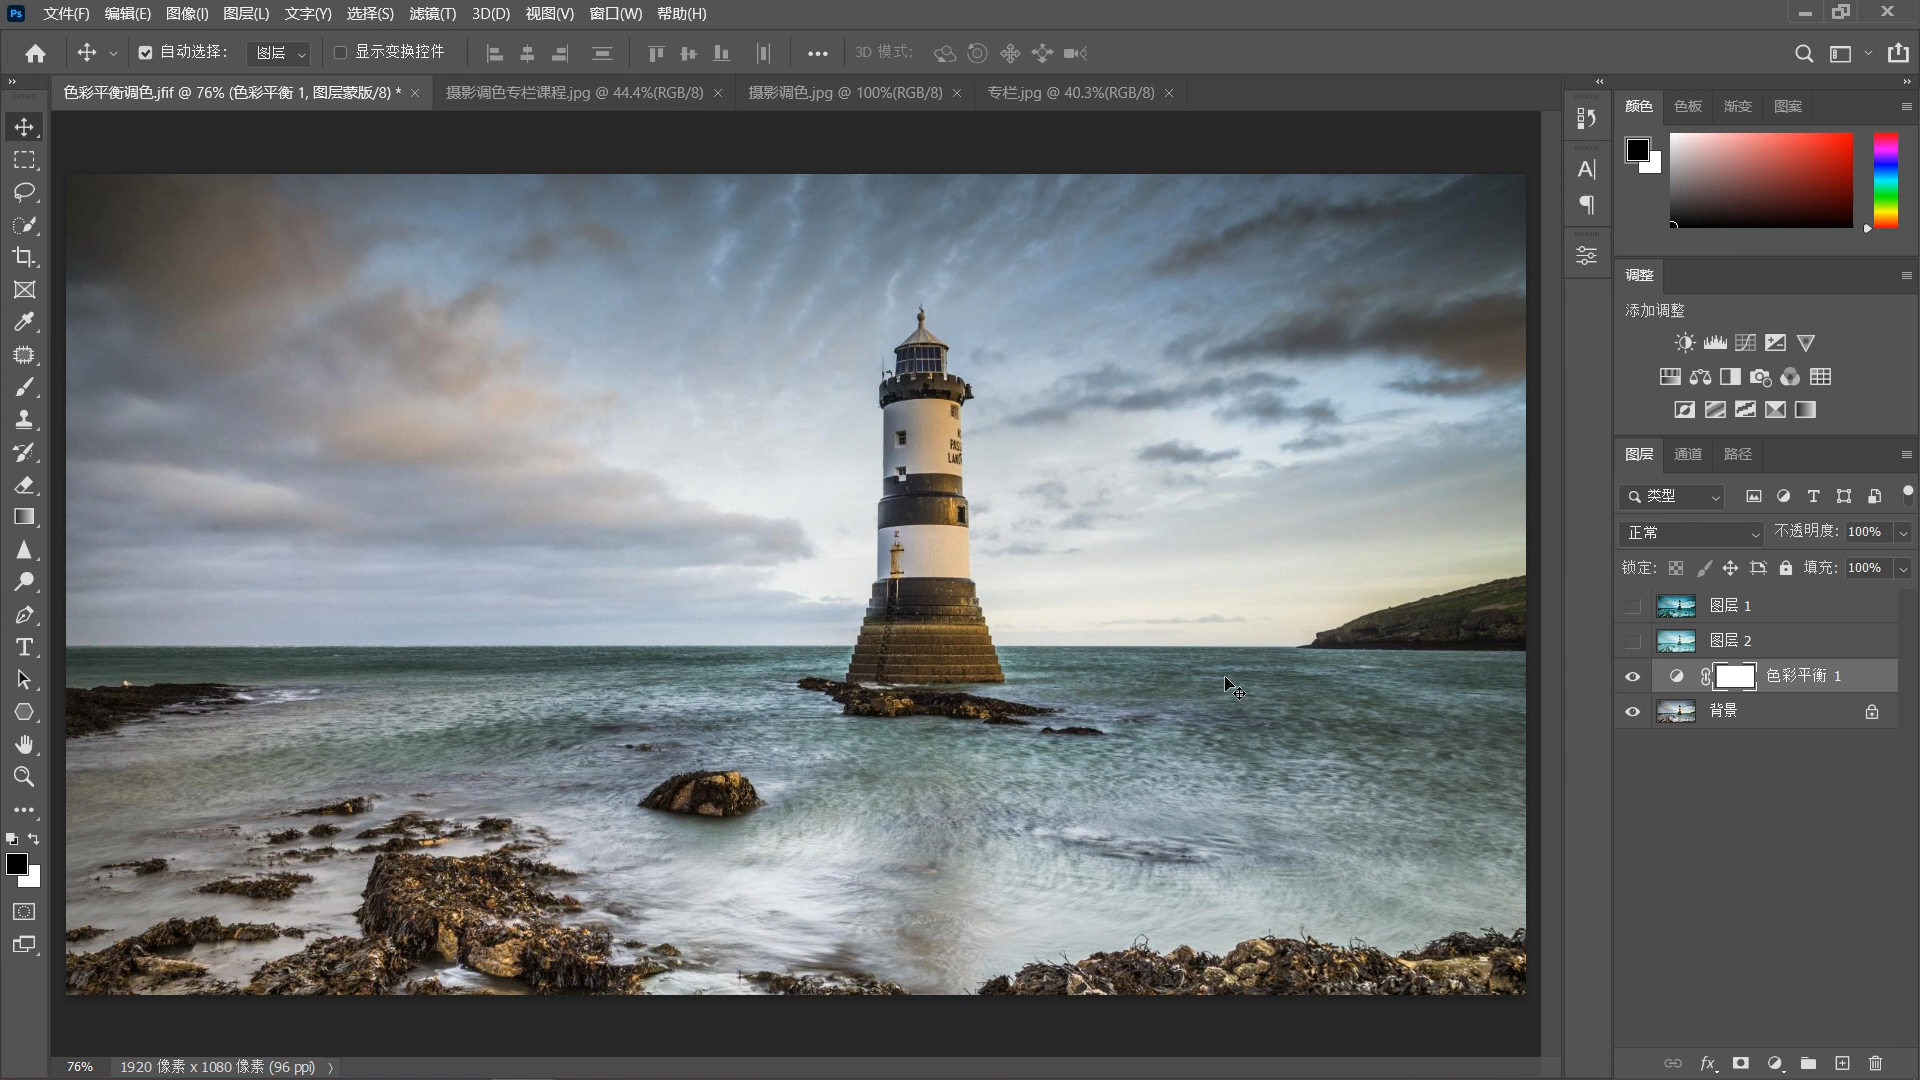 Ps 文件(F) 编辑(E) 图像(I) 图层(L) 文字(Y) 选择(S) 滤镜(T) 3D(D) 视图(V) 窗口(W) 帮助(H)
自动选择: 图层 显示变换控件 3D 模式:
色彩平衡调色.jfif @ 76% (色彩平衡 1, 图层蒙版/8) * × 摄影调色专栏课程.jpg @ 44.4%(RGB/8) × 摄影调色.jpg @ 100%(RGB/8) × 专栏.jpg @ 40.3%(RGB/8) ×
颜色 色板 渐变 图案
调整
添加调整
图层 通道 路径
类型
正常 不透明度: 100%
锁定: 填充: 100%
图层 1
图层 2
色彩平衡 1
背景
76% 1920 像素 x 1080 像素 (96 ppi)
fx